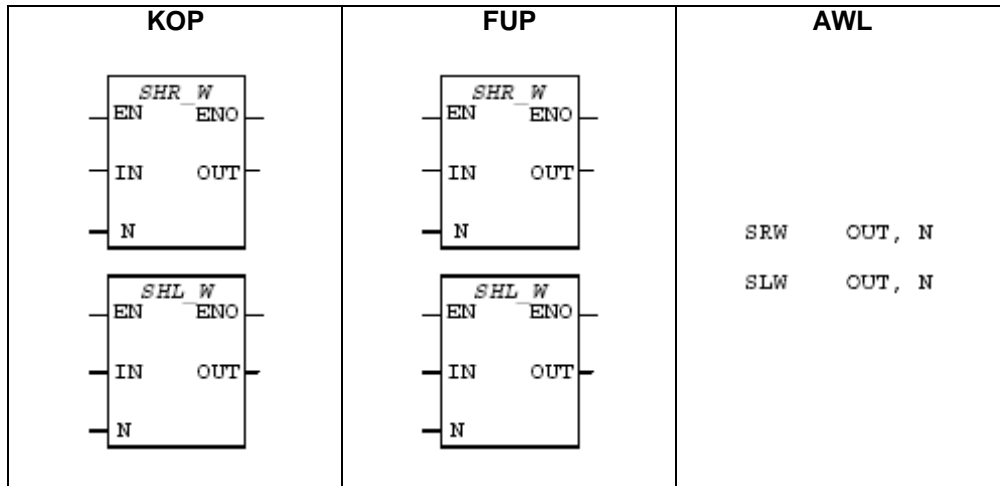 KOP FUP AWL
SHR_W
EN ENO
IN OUT
N
SHL_W
EN ENO
IN OUT
N
SHR_W
EN ENO
IN OUT
N
SHL_W
EN ENO
IN OUT
N
SRW OUT, N
SLW OUT, N